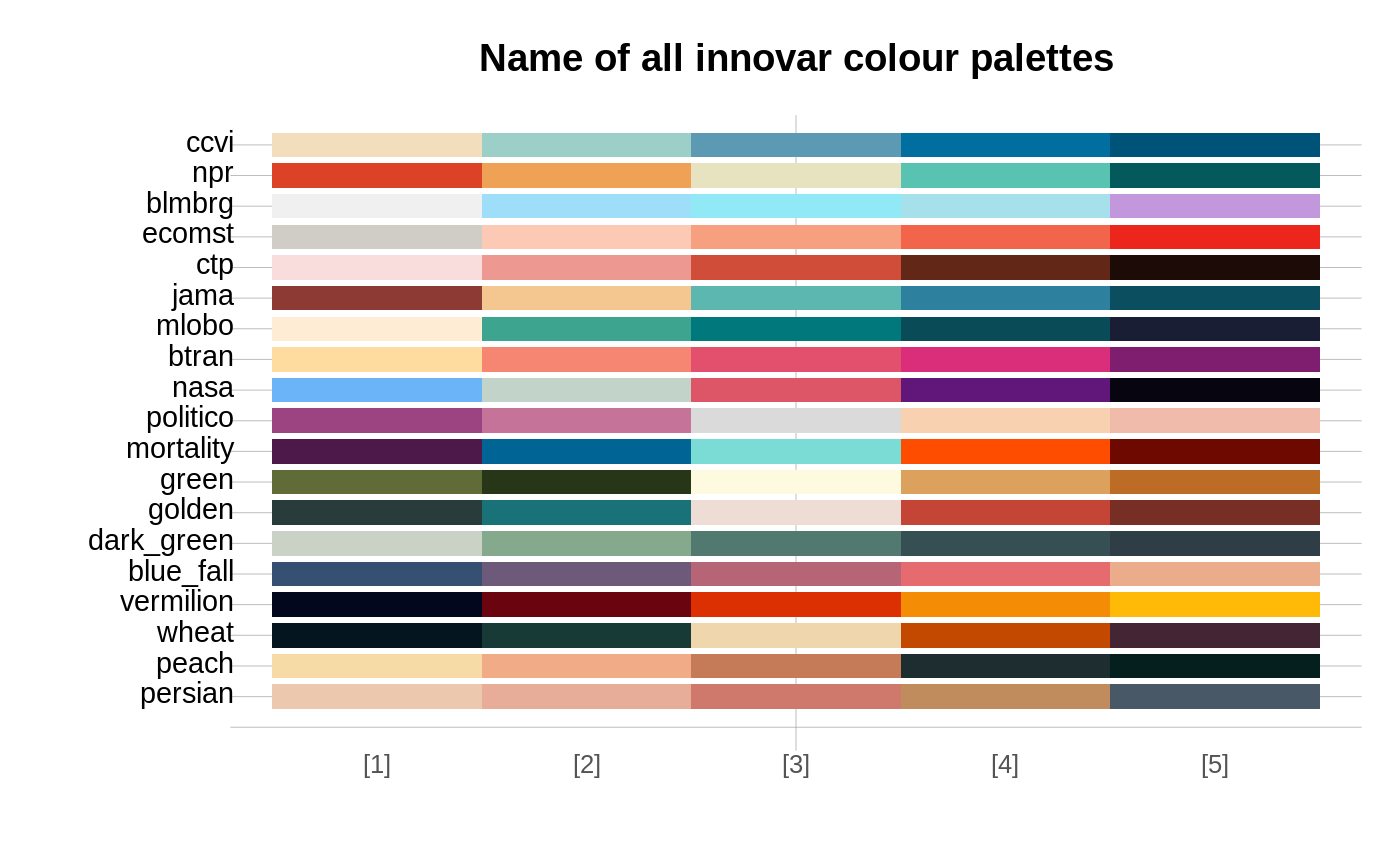 Name of all innovar colour palettes
ccvi
npr
blmbrg
ecomst
ctp
jama
mlobo
btran
nasa
politico
mortality
green
golden
dark_green
blue_fall
vermilion
wheat
peach
persian
[1] [2] [3] [4] [5]